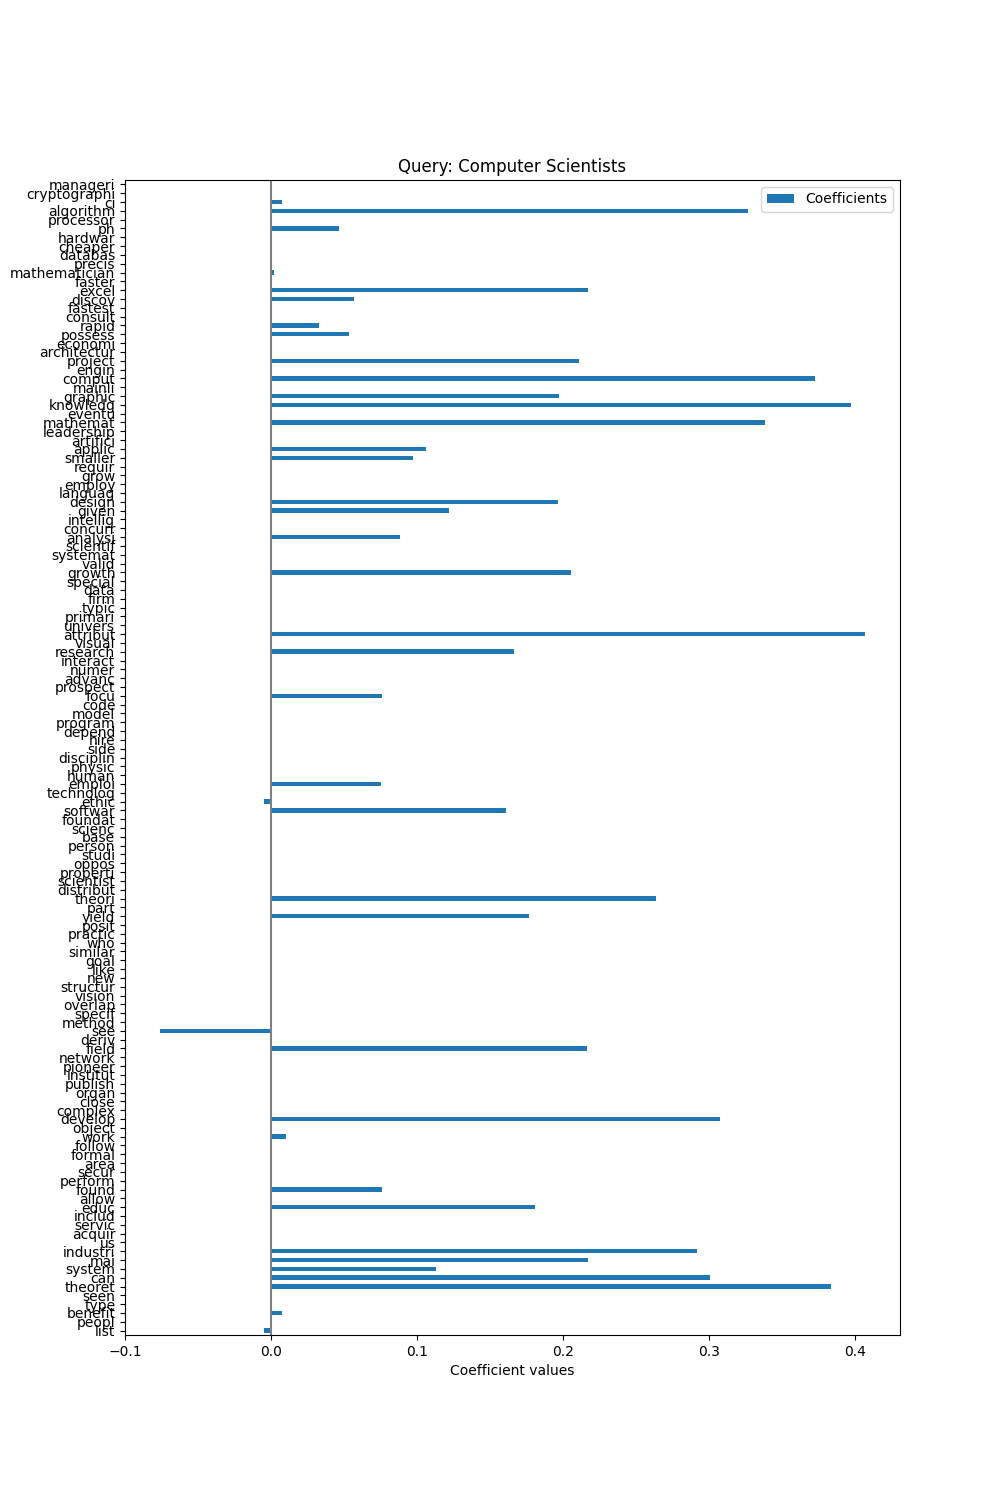 Query: Computer Scientists
Coefficients
manageri
cryptographi
ci
algorithm
processor
ph
hardwar
cheaper
databas
precis
mathematician
faster
excel
discov
fastest
consult
rapid
possess
economi
architectur
project
engin
comput
mainli
graphic
knowledg
eventu
mathemat
leadership
artifici
applic
smaller
requir
grow
employ
languag
design
given
intellig
concurr
analysi
scientif
systemat
valid
growth
special
data
firm
typic
primari
univers
attribut
visual
research
interact
numer
advanc
prospect
focu
code
model
program
depend
hire
side
disciplin
physic
human
emploi
technolog
ethic
softwar
foundat
scienc
base
person
studi
oppos
properti
scientist
distribut
theori
part
yield
posit
practic
who
similar
goal
like
new
structur
vision
overlap
specif
method
see
deriv
field
network
pioneer
institut
publish
organ
close
complex
develop
object
work
follow
formal
area
secur
perform
found
allow
educ
includ
servic
acquir
us
industri
mai
system
can
theoret
seen
type
benefit
peopl
list
−0.1 0.0 0.1 0.2 0.3 0.4
Coefficient values